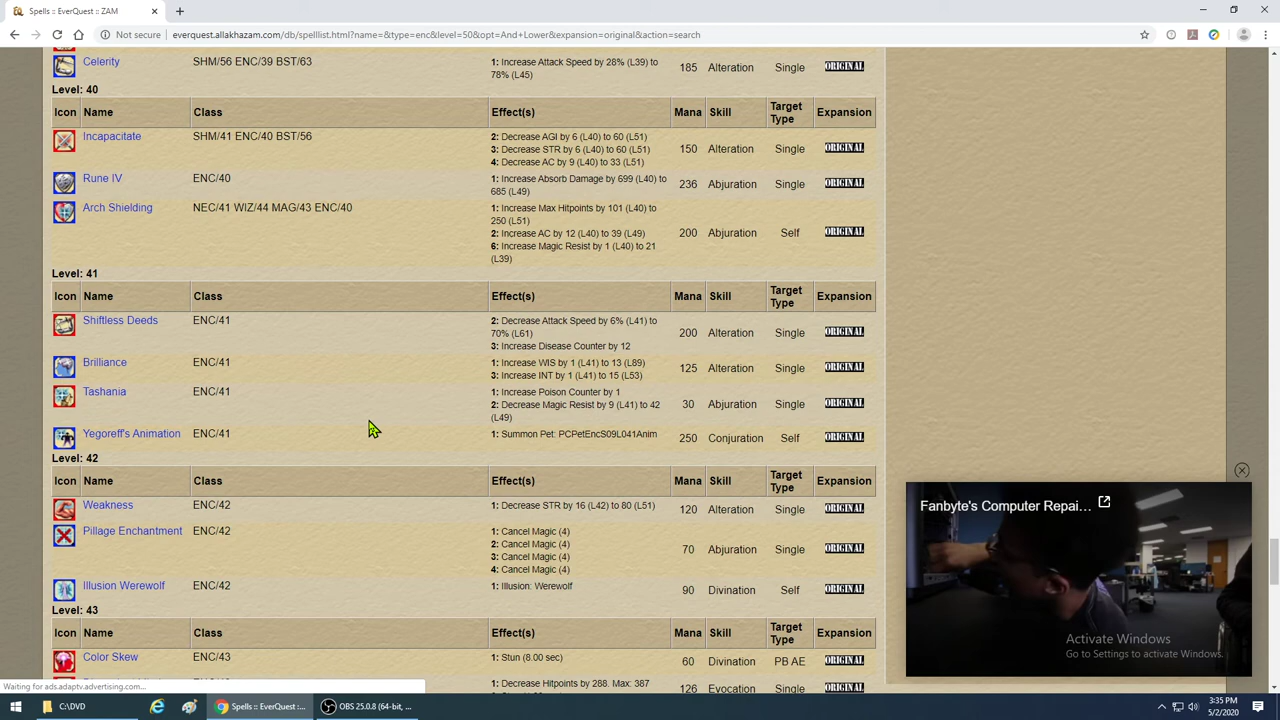 Spells :: EverQuest :: ZAM
Not secure
everquest.allakhazam.com/db/spelllist.html?name=&type=enc&level=50&opt=And+Lower&expansion=original&action=search
Celerity SHM/56 ENC/39 BST/63 1: Increase Attack Speed by 28% (L39) to 185 Alteration Single ORIGINAL
78% (L45)
Level: 40
Icon Name Class Effect(s) Mana Skill Target Type Expansion
Incapacitate SHM/41 ENC/40 BST/56 2: Decrease AGI by 6 (L40) to 60 (L51)
3: Decrease STR by 6 (L40) to 60 (L51) 150 Alteration Single ORIGINAL
4: Decrease AC by 9 (L40) to 33 (L51)
Rune IV ENC/40 1: Increase Absorb Damage by 699 (L40) to 236 Abjuration Single ORIGINAL
685 (L49)
Arch Shielding NEC/41 WIZ/44 MAG/43 ENC/40 1: Increase Max Hitpoints by 101 (L40) to
250 (L51)
2: Increase AC by 12 (L40) to 39 (L49) 200 Abjuration Self ORIGINAL
6: Increase Magic Resist by 1 (L40) to 21
(L39)
Level: 41
Icon Name Class Effect(s) Mana Skill Target Type Expansion
Shiftless Deeds ENC/41 2: Decrease Attack Speed by 6% (L41) to
70% (L61) 200 Alteration Single ORIGINAL
3: Increase Disease Counter by 12
Brilliance ENC/41 1: Increase WIS by 1 (L41) to 13 (L89) 125 Alteration Single ORIGINAL
3: Increase INT by 1 (L41) to 15 (L53)
Tashania ENC/41 1: Increase Poison Counter by 1
2: Decrease Magic Resist by 9 (L41) to 42 30 Abjuration Single ORIGINAL
(L49)
Yegoreff's Animation ENC/41 1: Summon Pet: PCPetEncS09L041Anim 250 Conjuration Self ORIGINAL
Level: 42
Icon Name Class Effect(s) Mana Skill Target Type Expansion
Weakness ENC/42 1: Decrease STR by 16 (L42) to 80 (L51) 120 Alteration Single ORIGINAL
Pillage Enchantment ENC/42 1: Cancel Magic (4)
2: Cancel Magic (4) 70 Abjuration Single ORIGINAL
3: Cancel Magic (4)
4: Cancel Magic (4)
Illusion Werewolf ENC/42 1: Illusion: Werewolf 90 Divination Self ORIGINAL
Level: 43
Icon Name Class Effect(s) Mana Skill Target Type Expansion
Color Skew ENC/43 1: Stun (8.00 sec) 60 Divination PB AE ORIGINAL
1: Decrease Hitpoints by 288. Max: 387 126 Evocation Single ORIGINAL
Fanbyte's Computer Repai...
Activate Windows
Go to Settings to activate Windows.
Waiting for ads.adaptv.advertising.com...
C:\DVD
Spells :: EverQuest :...
OBS 25.0.8 (64-bit, ...
3:35 PM
5/2/2020